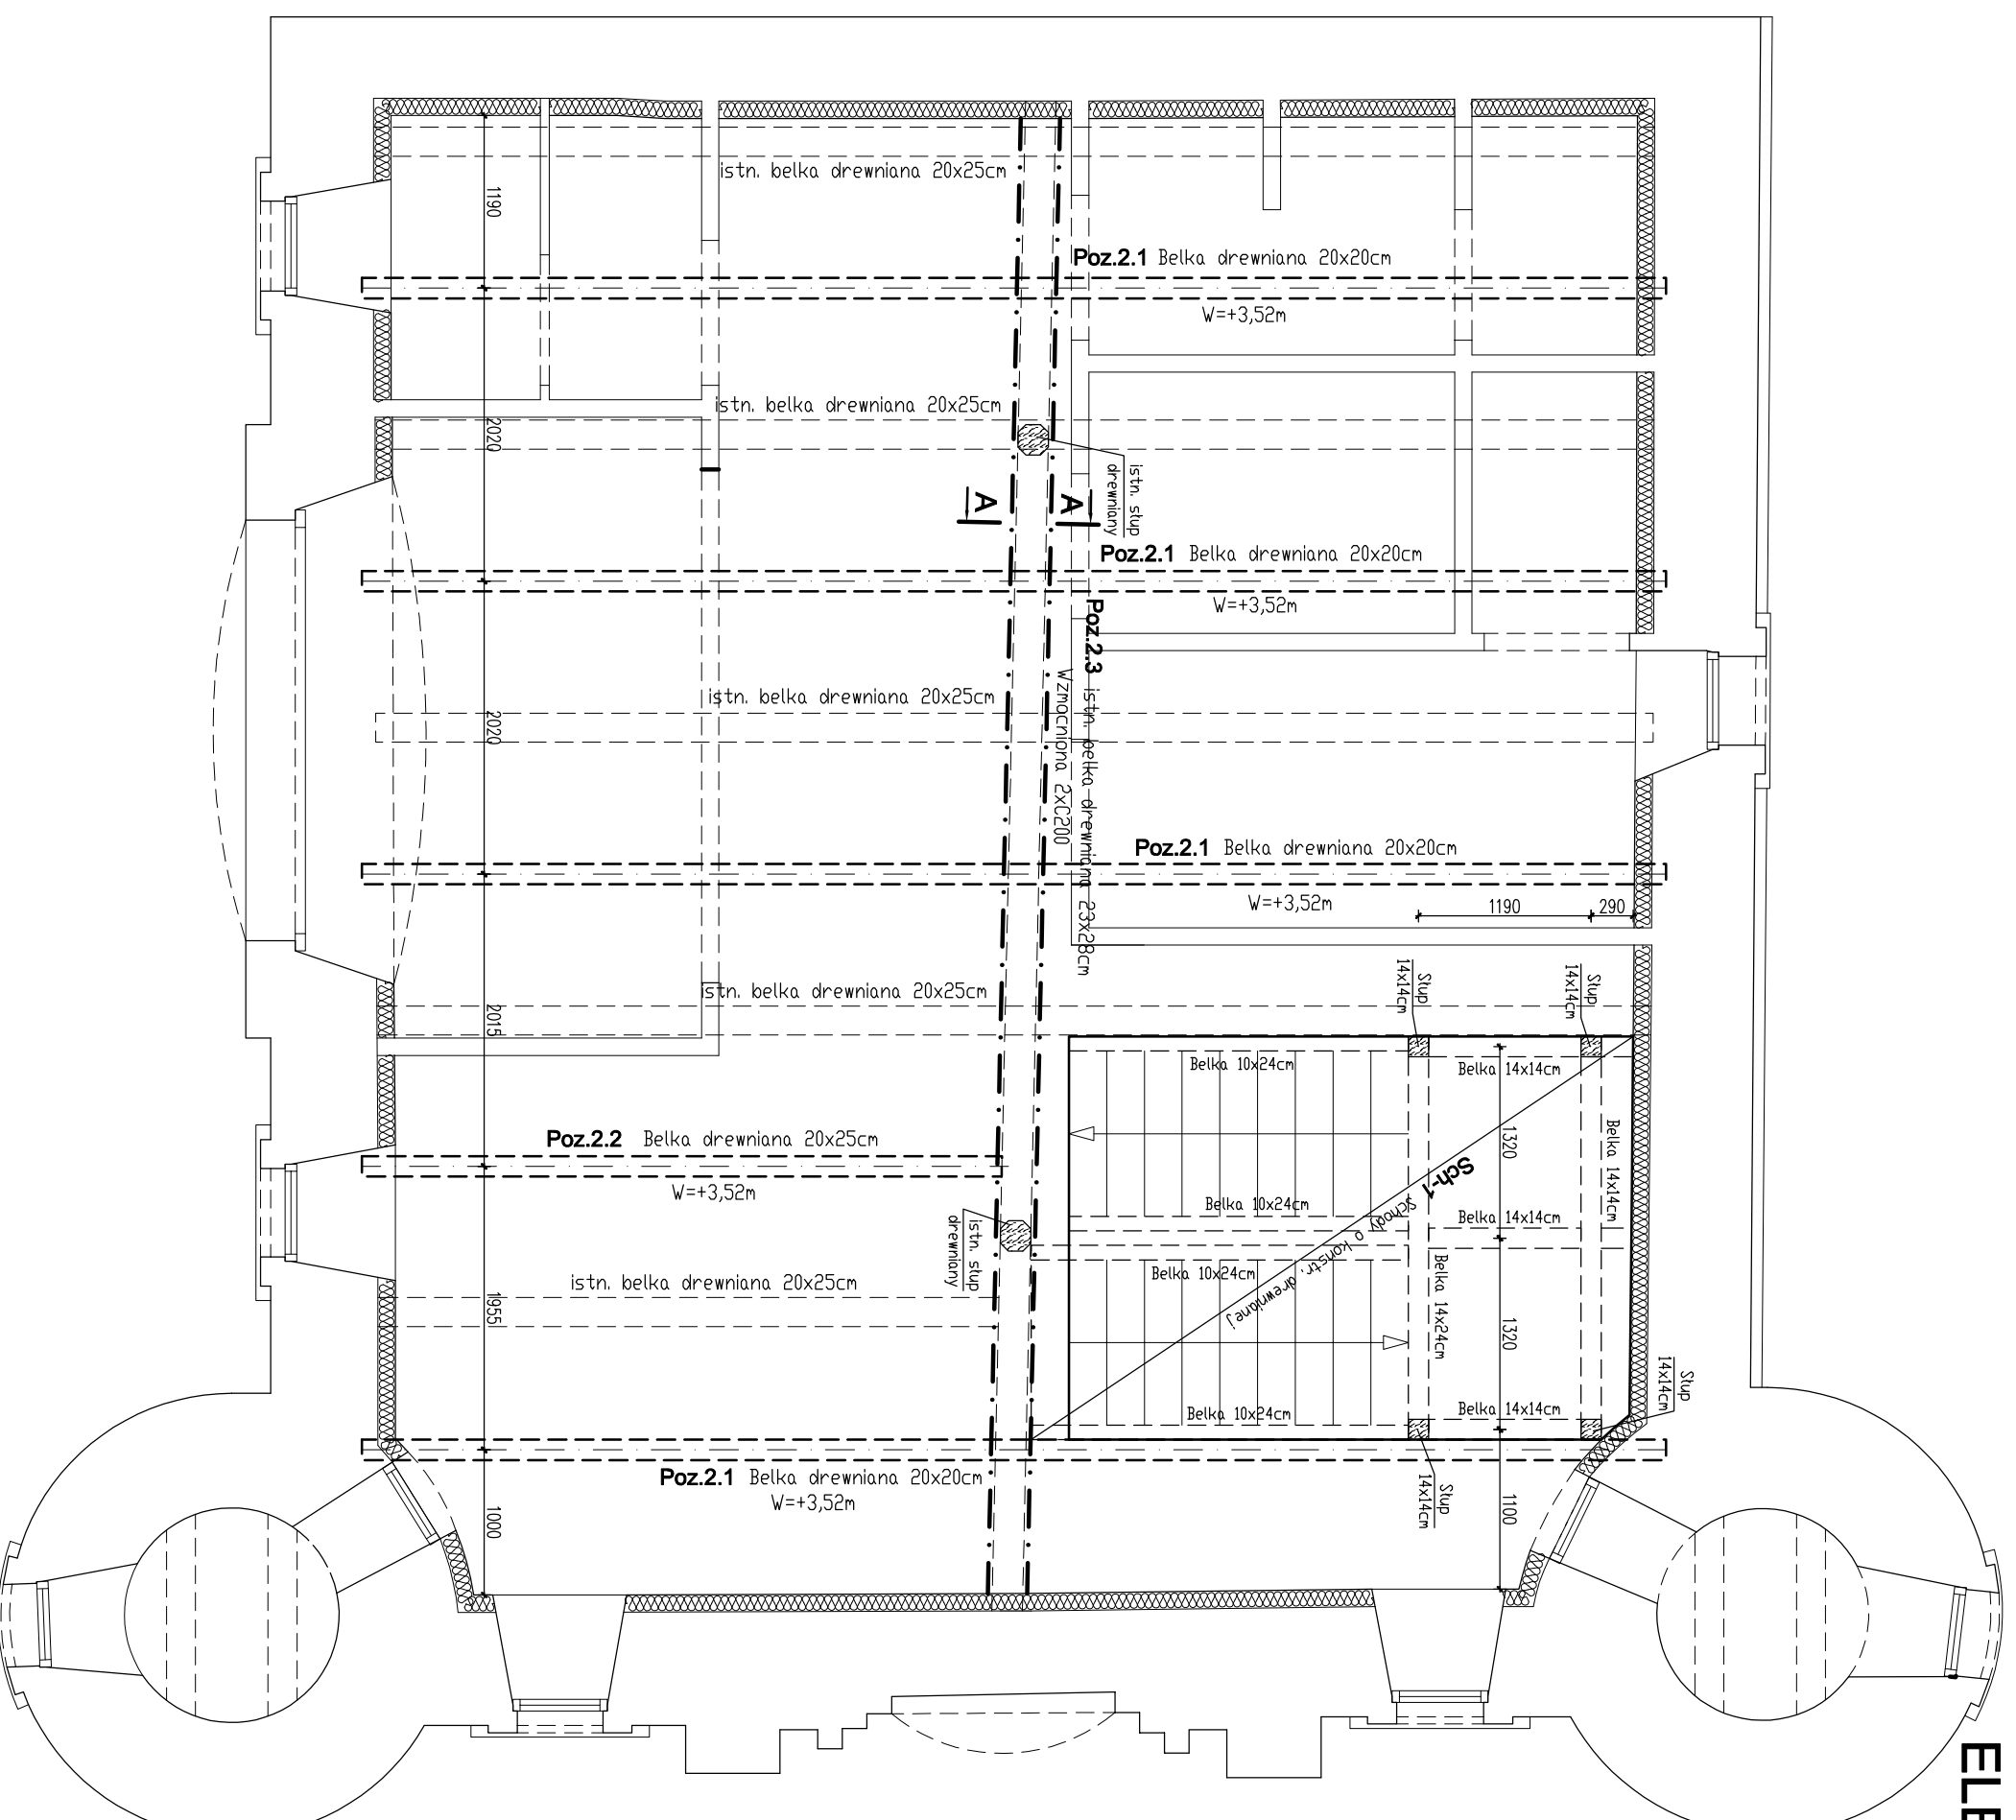 istn. belka drewniana 20x25cm
1190
Poz.2.1 Belka drewniana 20x20cm
W=+3,52m
istn. belka drewniana 20x25cm
2020
istn. słup
drewniany
A
A
Poz.2.1 Belka drewniana 20x20cm
W=+3,52m
Poz.2.3 istn. belka drewniana 23x28cm
wzmocniona 2xC200
istn. belka drewniana 20x25cm
2020
Poz.2.1 Belka drewniana 20x20cm
W=+3,52m
1190
290
Słup
14x14cm
Słup
14x14cm
istn. belka drewniana 20x25cm
2015
Belka 10x24cm
Belka 14x14cm
Belka 14x14cm
1320
Poz.2.2 Belka drewniana 20x25cm
W=+3,52m
Sch-1
Schody o konstr. drewnianej
Belka 10x24cm
Belka 14x14cm
istn. słup
drewniany
Belka 10x24cm
Belka 14x24cm
istn. belka drewniana 20x25cm
1955
1320
Słup
14x14cm
Belka 10x24cm
Belka 14x14cm
Poz.2.1 Belka drewniana 20x20cm
W=+3,52m
Słup
14x14cm
1000
1100